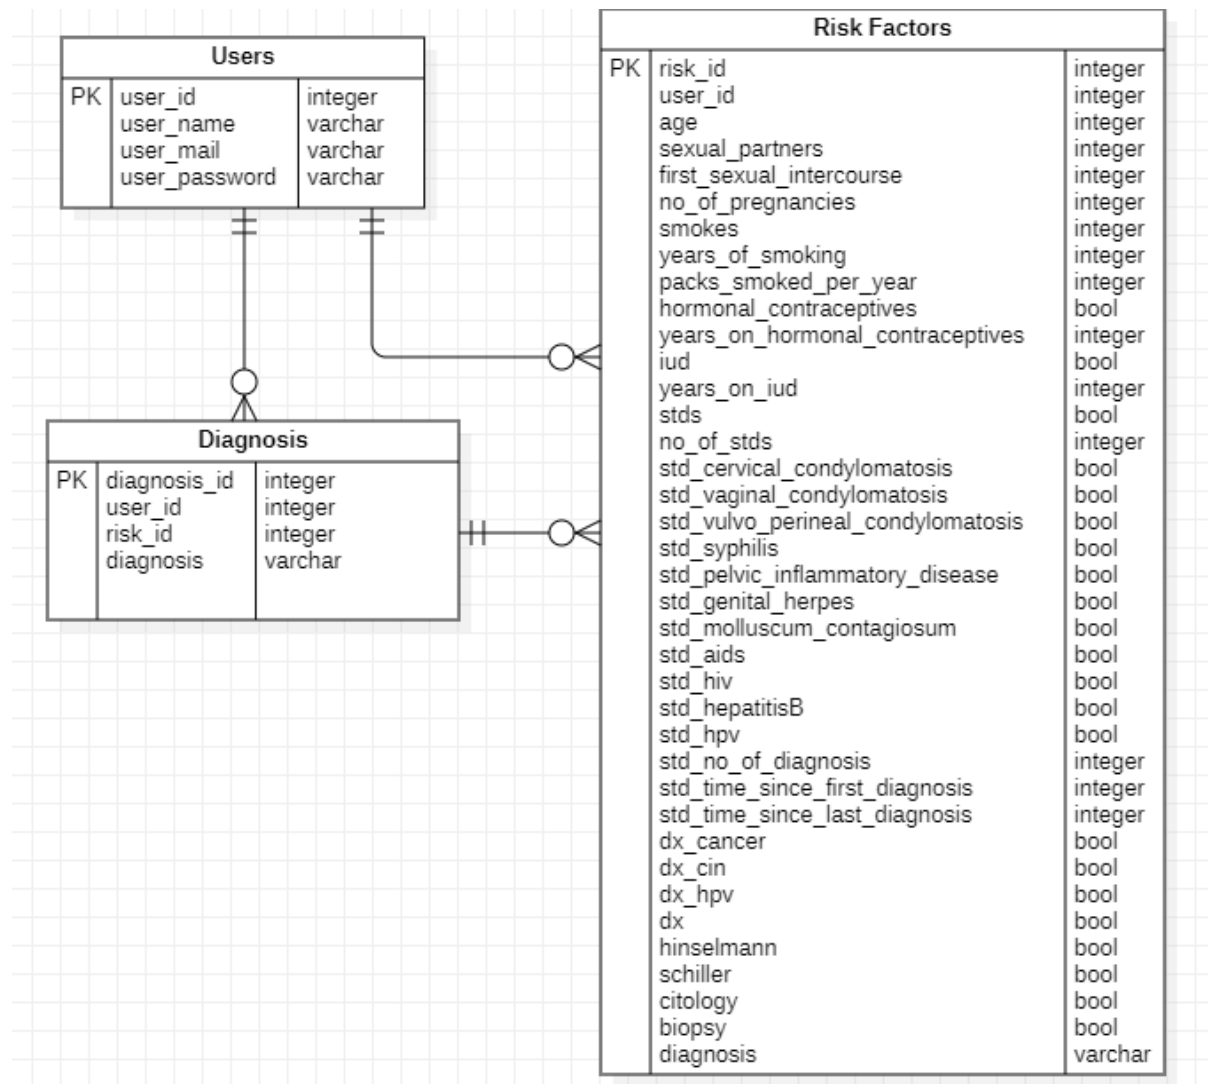 Users
PK user_id integer
user_name varchar
user_mail varchar
user_password varchar
Diagnosis
PK diagnosis_id integer
user_id integer
risk_id integer
diagnosis varchar
Risk Factors
PK risk_id integer
user_id integer
age integer
sexual_partners integer
first_sexual_intercourse integer
no_of_pregnancies integer
smokes integer
years_of_smoking integer
packs_smoked_per_year integer
hormonal_contraceptives bool
years_on_hormonal_contraceptives integer
iud bool
years_on_iud integer
stds bool
no_of_stds integer
std_cervical_condylomatosis bool
std_vaginal_condylomatosis bool
std_vulvo_perineal_condylomatosis bool
std_syphilis bool
std_pelvic_inflammatory_disease bool
std_genital_herpes bool
std_molluscum_contagiosum bool
std_aids bool
std_hiv bool
std_hepatitisB bool
std_hpv bool
std_no_of_diagnosis integer
std_time_since_first_diagnosis integer
std_time_since_last_diagnosis integer
dx_cancer bool
dx_cin bool
dx_hpv bool
dx bool
hinselmann bool
schiller bool
citology bool
biopsy bool
diagnosis varchar